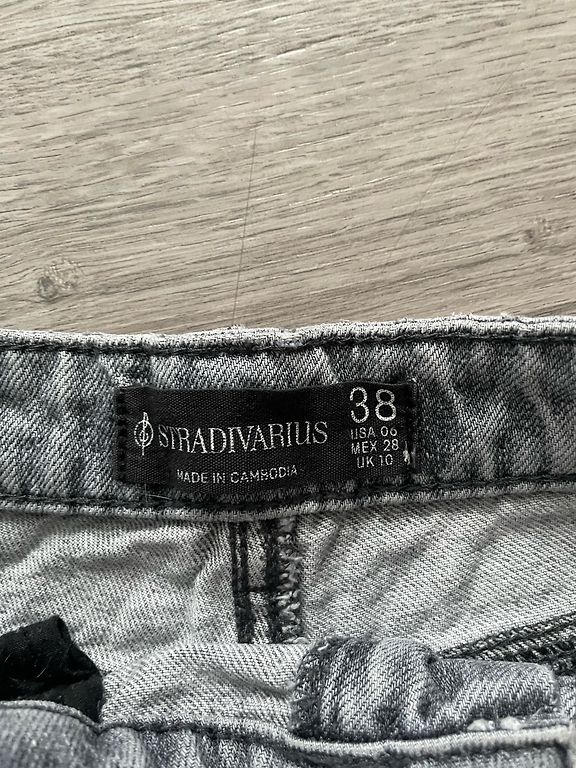 STRADIVARIUS
MADE IN CAMBODIA
38
USA 06
MEX 28
UK 10